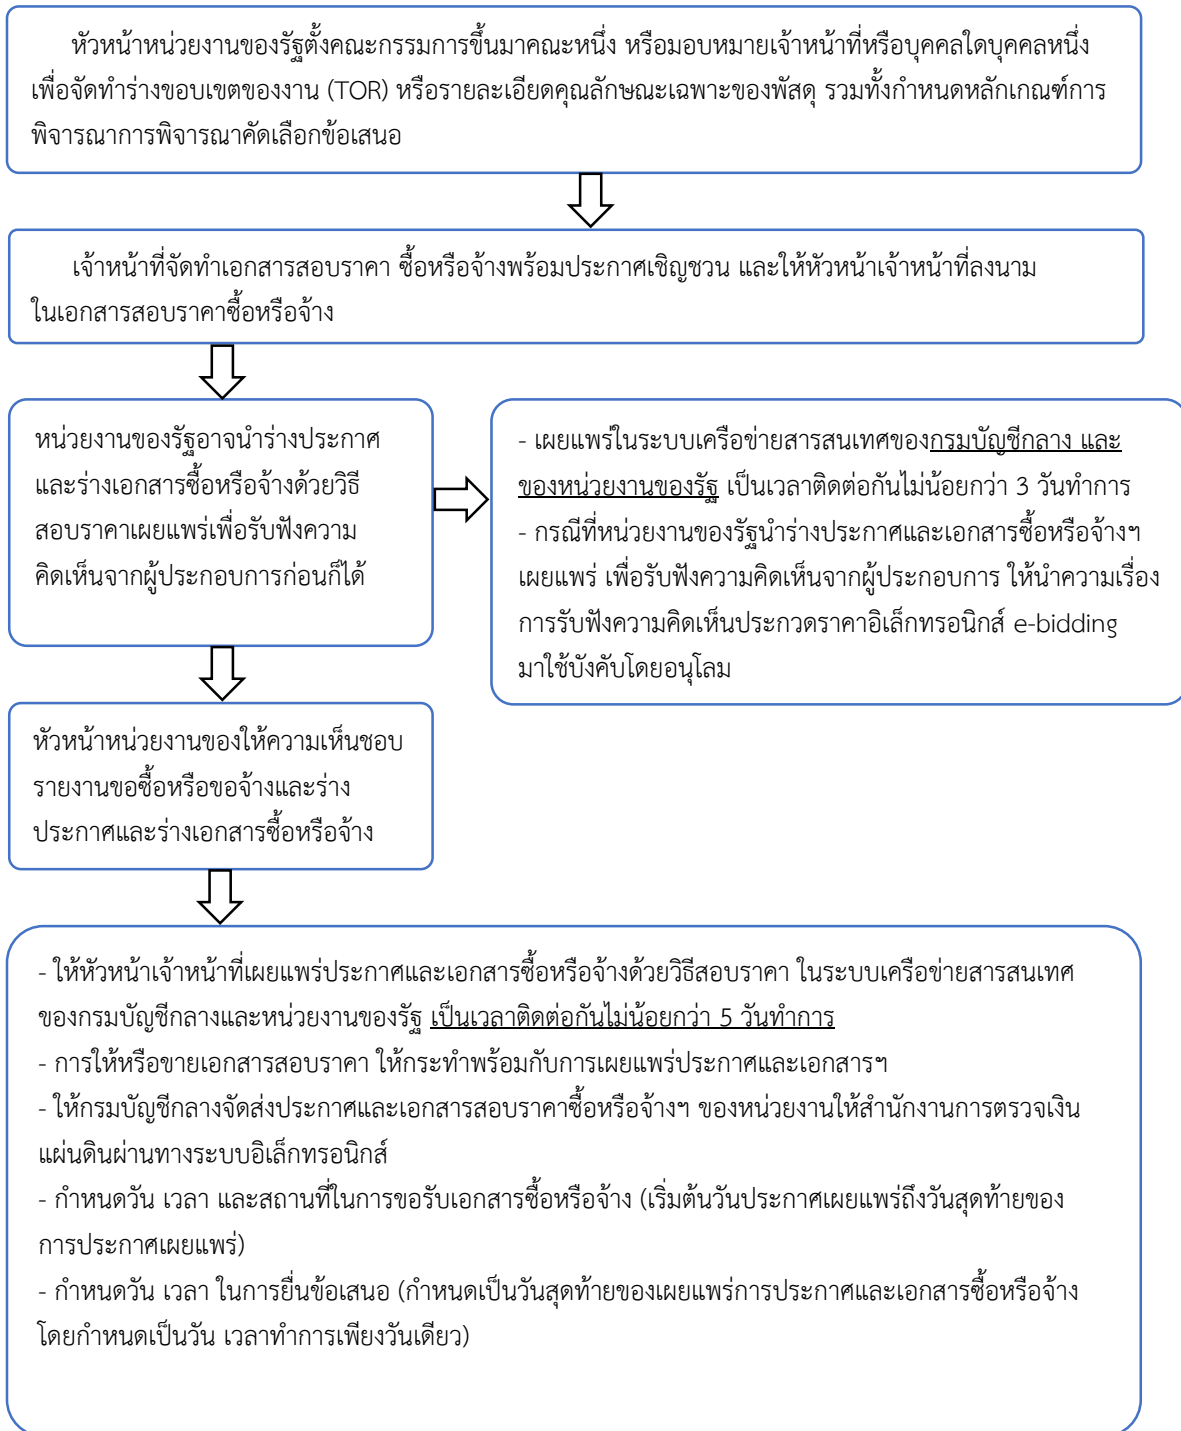 หัวหน้าหน่วยงานของรัฐตั้งคณะกรรมการขึ้นมาคณะหนึ่ง หรือมอบหมายเจ้าหน้าที่หรือบุคคลใดบุคคลหนึ่ง
เพื่อจัดทำร่างขอบเขตของงาน (TOR) หรือรายละเอียดคุณลักษณะเฉพาะของพัสดุ รวมทั้งกำหนดหลักเกณฑ์การ
พิจารณาการพิจารณาคัดเลือกข้อเสนอ
เจ้าหน้าที่จัดทำเอกสารสอบราคา ซื้อหรือจ้างพร้อมประกาศเชิญชวน และให้หัวหน้าเจ้าหน้าที่ลงนาม
ในเอกสารสอบราคาซื้อหรือจ้าง
หน่วยงานของรัฐอาจนำร่างประกาศ
และร่างเอกสารซื้อหรือจ้างด้วยวิธี
สอบราคาเผยแพร่เพื่อรับฟังความ
คิดเห็นจากผู้ประกอบการก่อนก็ได้
- เผยแพร่ในระบบเครือข่ายสารสนเทศของกรมบัญชีกลาง และ
ของหน่วยงานของรัฐ เป็นเวลาติดต่อกันไม่น้อยกว่า 3 วันทำการ
- กรณีที่หน่วยงานของรัฐนำร่างประกาศและเอกสารซื้อหรือจ้างฯ
เผยแพร่ เพื่อรับฟังความคิดเห็นจากผู้ประกอบการ ให้นำความเรื่อง
การรับฟังความคิดเห็นประกวดราคาอิเล็กทรอนิกส์ e-bidding
มาใช้บังคับโดยอนุโลม
หัวหน้าหน่วยงานของให้ความเห็นชอบ
รายงานขอซื้อหรือขอจ้างและร่าง
ประกาศและร่างเอกสารซื้อหรือจ้าง
- ให้หัวหน้าเจ้าหน้าที่เผยแพร่ประกาศและเอกสารซื้อหรือจ้างด้วยวิธีสอบราคา ในระบบเครือข่ายสารสนเทศ
ของกรมบัญชีกลางและหน่วยงานของรัฐ เป็นเวลาติดต่อกันไม่น้อยกว่า 5 วันทำการ
- การให้หรือขายเอกสารสอบราคา ให้กระทำพร้อมกับการเผยแพร่ประกาศและเอกสารฯ
- ให้กรมบัญชีกลางจัดส่งประกาศและเอกสารสอบราคาซื้อหรือจ้างฯ ของหน่วยงานให้สำนักงานการตรวจเงิน
แผ่นดินผ่านทางระบบอิเล็กทรอนิกส์
- กำหนดวัน เวลา และสถานที่ในการขอรับเอกสารซื้อหรือจ้าง (เริ่มต้นวันประกาศเผยแพร่ถึงวันสุดท้ายของ
การประกาศเผยแพร่)
- กำหนดวัน เวลา ในการยื่นข้อเสนอ (กำหนดเป็นวันสุดท้ายของเผยแพร่การประกาศและเอกสารซื้อหรือจ้าง
โดยกำหนดเป็นวัน เวลาทำการเพียงวันเดียว)